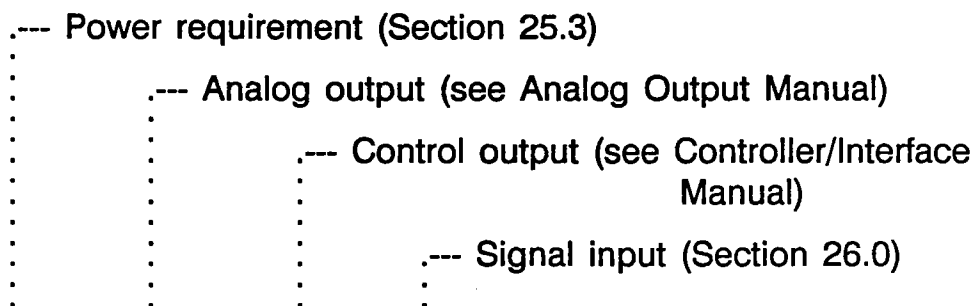 .--- Power requirement (Section 25.3)
.--- Analog output (see Analog Output Manual)
.--- Control output (see Controller/Interface
Manual)
.--- Signal input (Section 26.0)